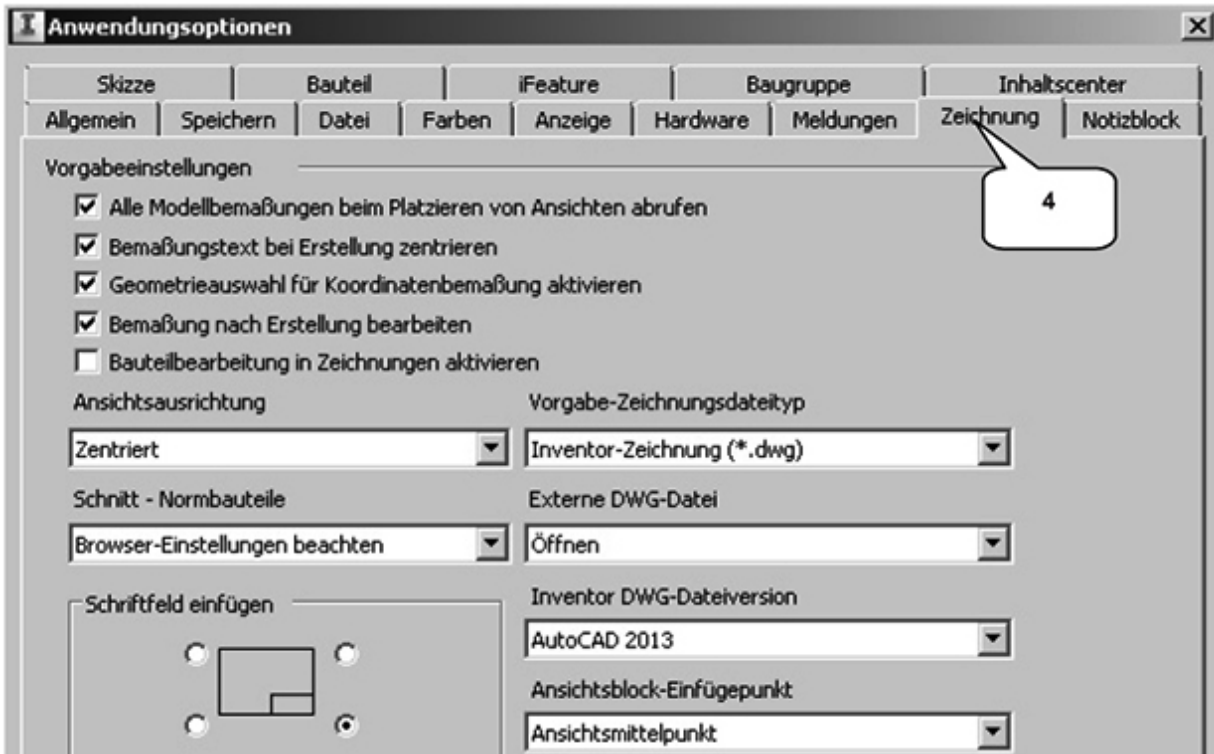 Anwendungsoptionen
Skizze Bauteil iFeature Baugruppe Inhaltscenter
Allgemein Speichern Datei Farben Anzeige Hardware Meldungen Zeichnung Notizblock
4
Vorgabeeinstellungen
Alle Modellbemaßungen beim Platzieren von Ansichten abrufen
Bemaßungstext bei Erstellung zentrieren
Geometrieauswahl für Koordinatenbemaßung aktivieren
Bemaßung nach Erstellung bearbeiten
Bauteilbearbeitung in Zeichnungen aktivieren
Ansichtsausrichtung
Zentriert
Vorgabe-Zeichnungsdateityp
Inventor-Zeichnung (*.dwg)
Schnitt - Normbauteile
Browser-Einstellungen beachten
Externe DWG-Datei
Öffnen
Schriftfeld einfügen
Inventor DWG-Dateiversion
AutoCAD 2013
Ansichtsblock-Einfügepunkt
Ansichtsmittelpunkt